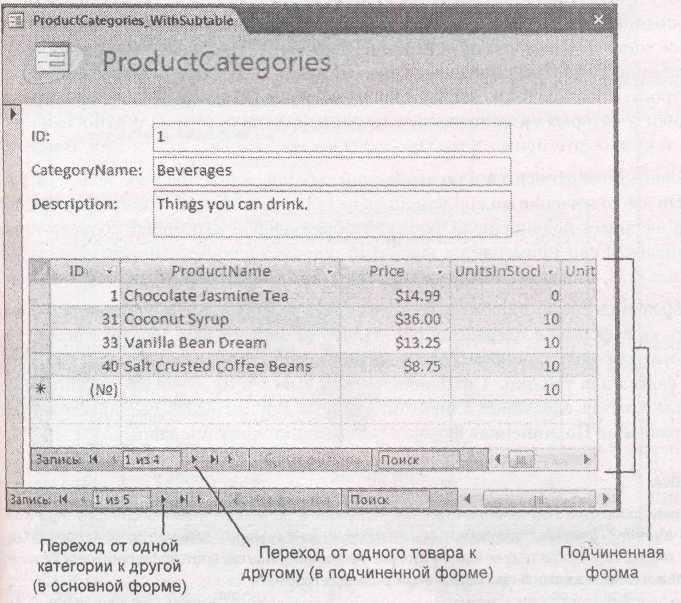 ProductCategories_WithSubtable
ProductCategories
ID: 1
CategoryName: Beverages
Description: Things you can drink.
ID ProductName Price UnitsInStocl Unit
1 Chocolate Jasmine Tea $14.99 0
31 Coconut Syrup $36.00 10
33 Vanilla Bean Dream $13.25 10
40 Salt Crusted Coffee Beans $8.75 10
* (№) 10
Запись: 1 из 4 Поиск
Запись: 1 из 5 Поиск
Переход от одной
категории к другой
(в основной форме)
Переход от одного товара к
другому (в подчиненной форме)
Подчиненная
форма